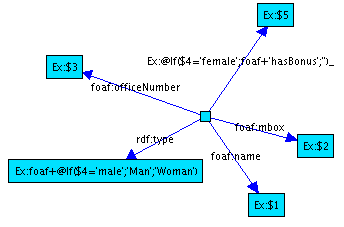 Ex:$5
Ex:@If($4='female';foaf+'hasBonus';'')_
Ex:$3
foaf:officeNumber
foaf:mbox
rdf:type
Ex:$2
foaf:name
Ex:foaf+@If($4='male';'Man';'Woman')
Ex:$1